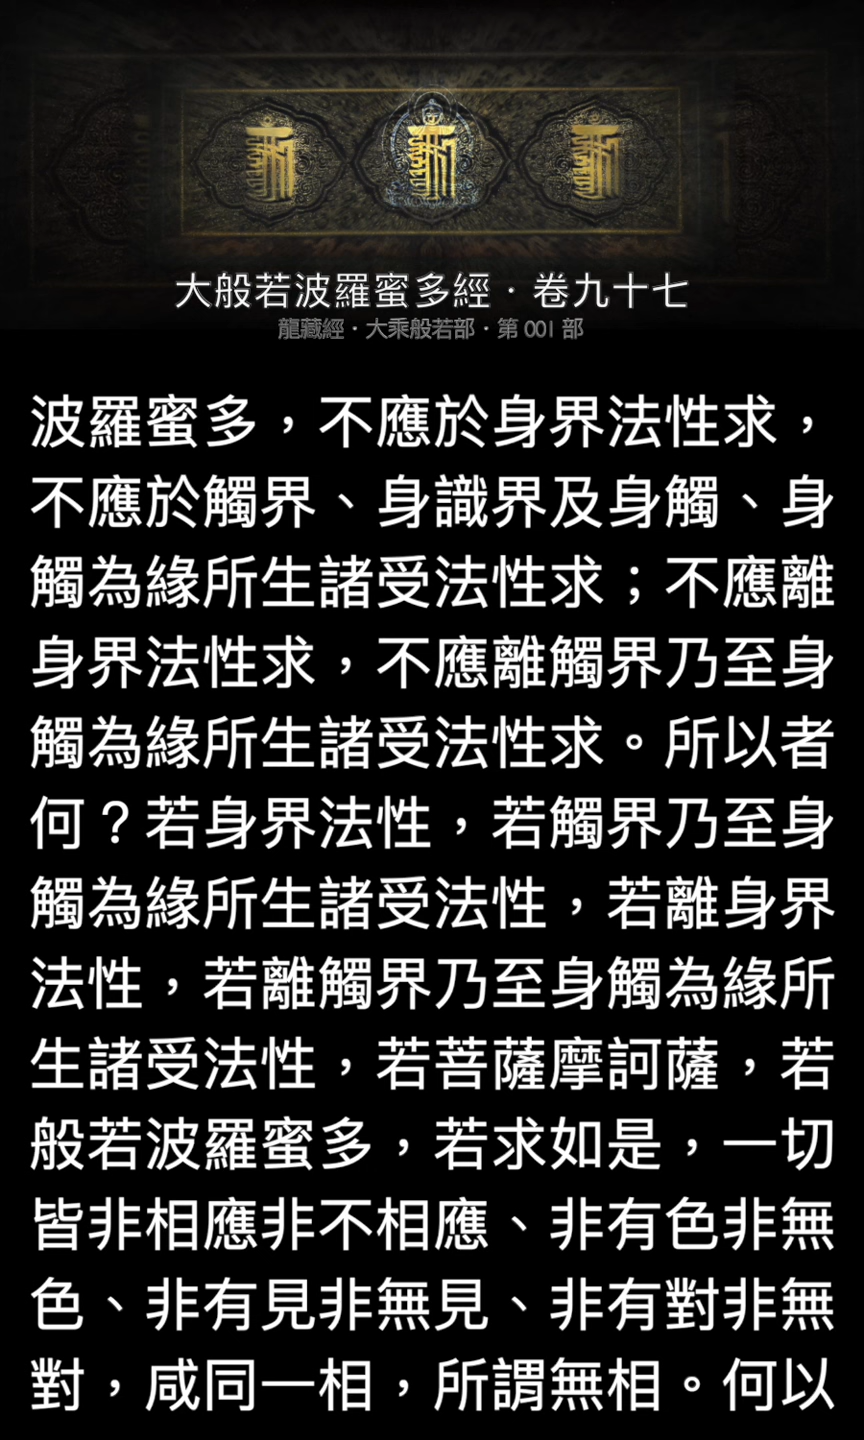 大般若波羅蜜多經．卷九十七
龍藏經．大乘般若部．第 001 部
波羅蜜多，不應於身界法性求，
不應於觸界、身識界及身觸、身
觸為緣所生諸受法性求；不應離
身界法性求，不應離觸界乃至身
觸為緣所生諸受法性求。所以者
何？若身界法性，若觸界乃至身
觸為緣所生諸受法性，若離身界
法性，若離觸界乃至身觸為緣所
生諸受法性，若菩薩摩訶薩，若
般若波羅蜜多，若求如是，一切
皆非相應非不相應、非有色非無
色、非有見非無見、非有對非無
對，咸同一相，所謂無相。何以